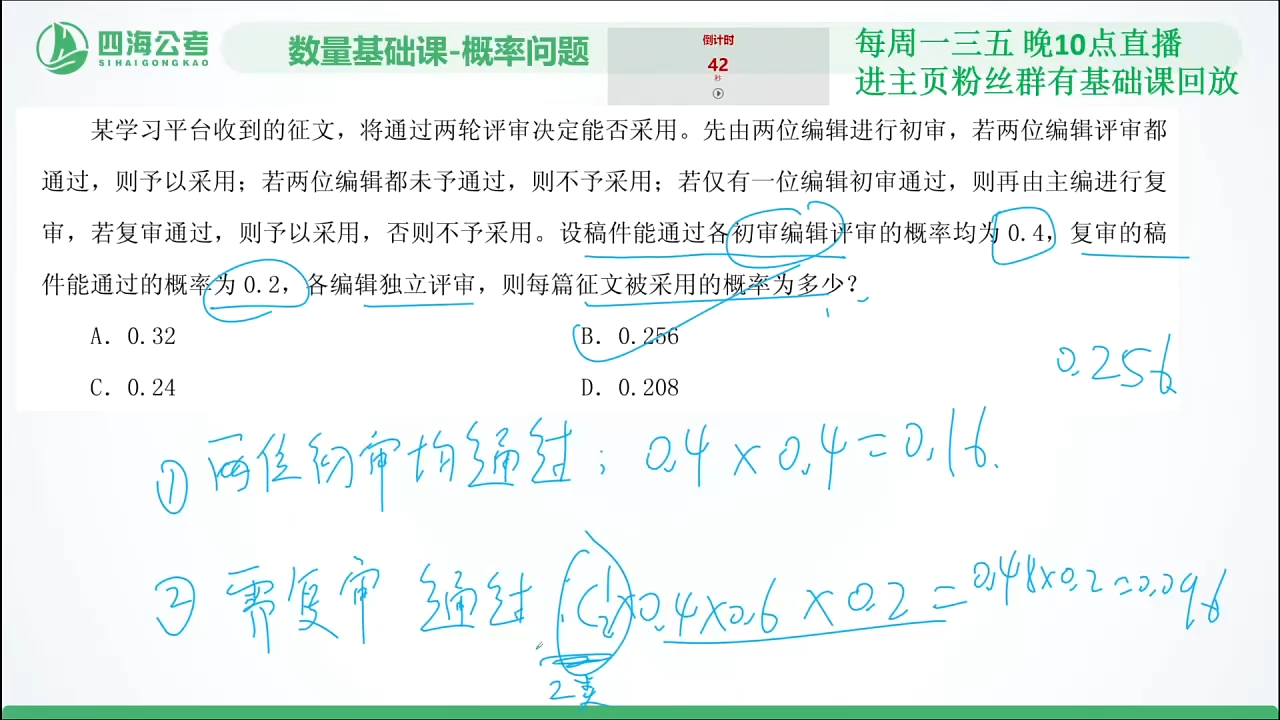 四海公考
SIHAIGONGKAO
数量基础课-概率问题
倒计时
42
秒
每周一三五 晚10点直播
进主页粉丝群有基础课回放
某学习平台收到的征文，将通过两轮评审决定能否采用。先由两位编辑进行初审，若两位编辑评审都
通过，则予以采用；若两位编辑都未予通过，则不予采用；若仅有一位编辑初审通过，则再由主编进行复
审，若复审通过，则予以采用，否则不予采用。设稿件能通过各初审编辑评审的概率均为 0.4，复审的稿
件能通过的概率为 0.2，各编辑独立评审，则每篇征文被采用的概率为多少？
A. 0.32
B. 0.256
C. 0.24
D. 0.208
0.256
① 两位初审均通过：0.4×0.4=0.16.
② 需复审 通过 C₂¹×0.4×0.6×0.2=0.48×0.2=0.096
2类